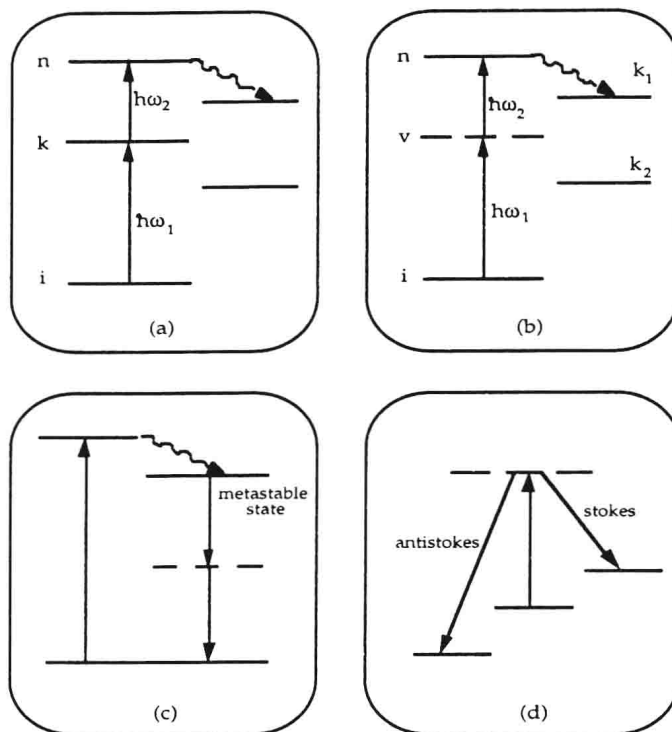 n
ħω₂
k
ħω₁
i
(a)
n
k₁
ħω₂
v
k₂
ħω₁
i
(b)
metastable
state
(c)
stokes
antistokes
(d)